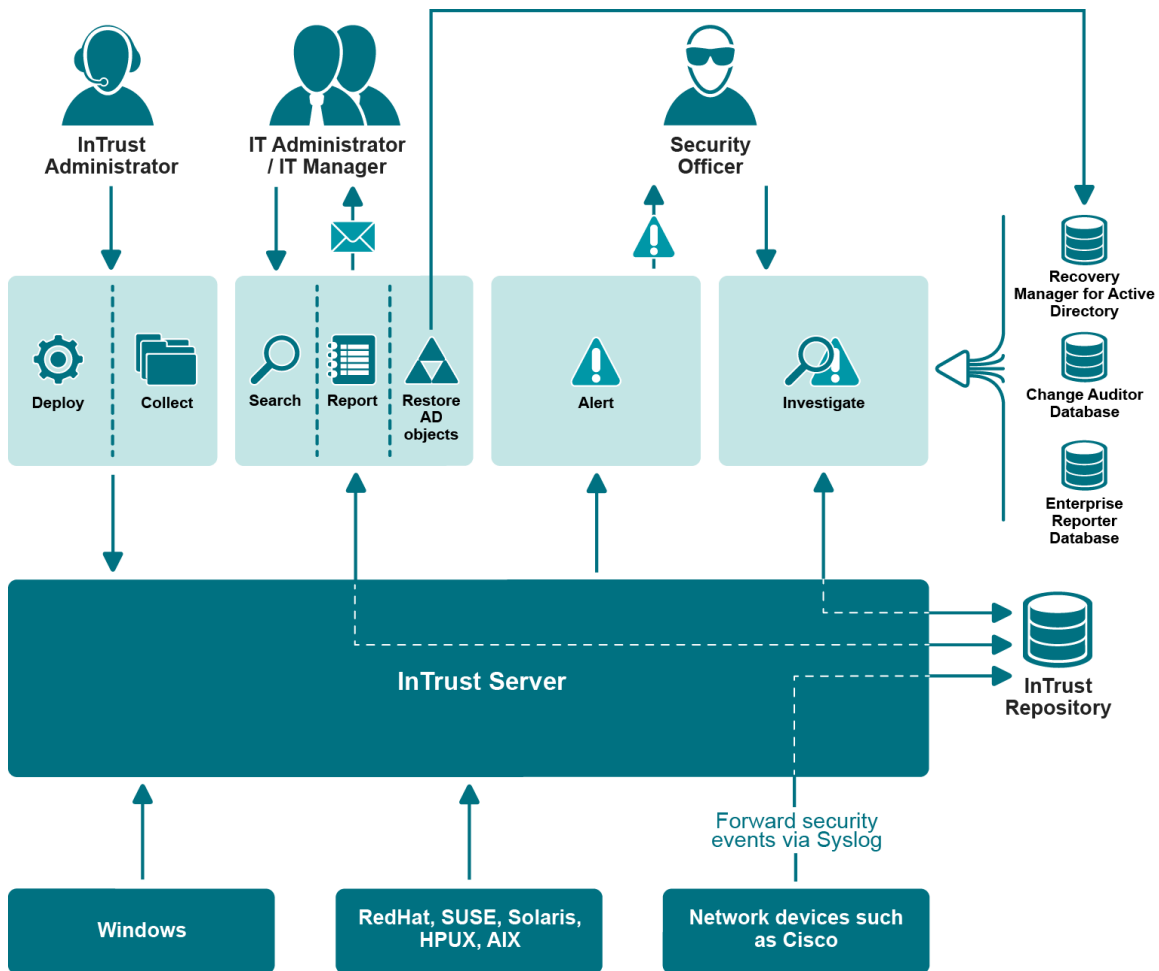 InTrust
Administrator
IT Administrator
/ IT Manager
Security
Officer
Recovery
Manager for Active
Directory
Change Auditor
Database
Enterprise
Reporter
Database
Deploy
Collect
Search
Report
Restore
AD
objects
Alert
Investigate
InTrust Server
InTrust
Repository
Forward security
events via Syslog
Windows
RedHat, SUSE, Solaris,
HPUX, AIX
Network devices such
as Cisco